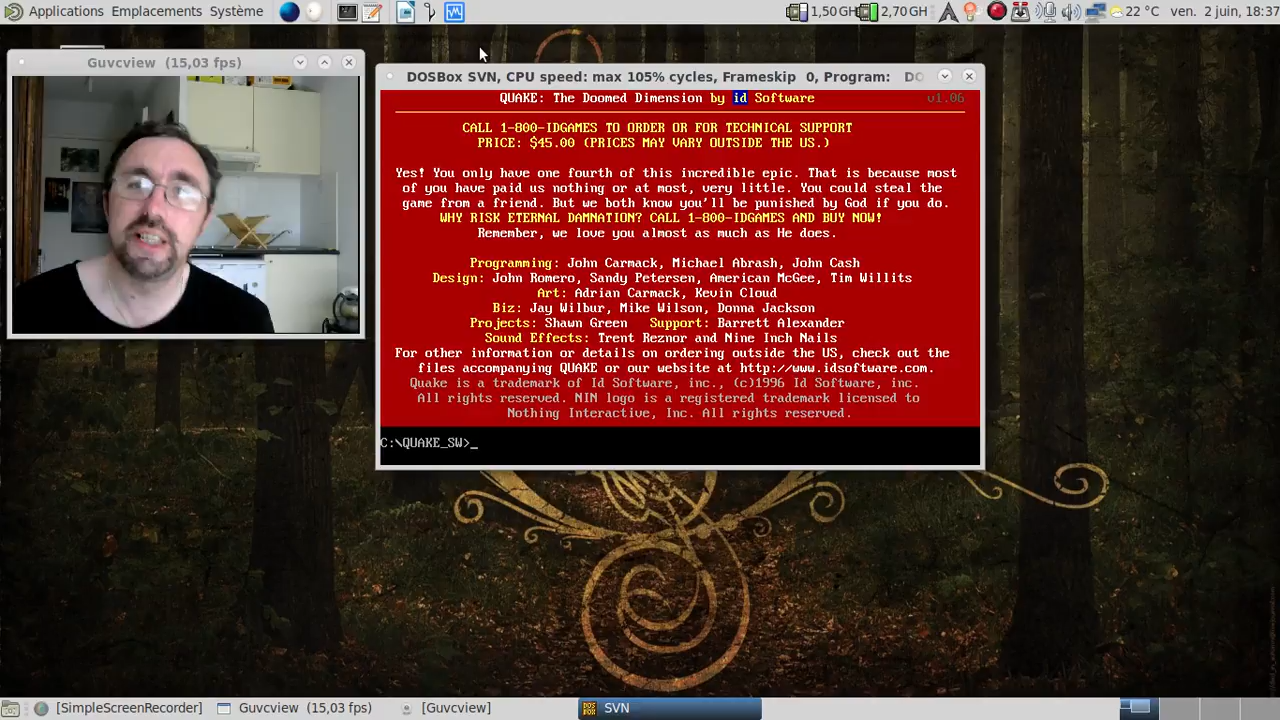 Applications Emplacements Système
1,50 GH 2,70 GH 22 °C ven. 2 juin, 18:37
Guvcview (15,03 fps)
DOSBox SVN, CPU speed: max 105% cycles, Frameskip 0, Program: DO
QUAKE: The Doomed Dimension by id Software v1.06
CALL 1-800-IDGAMES TO ORDER OR FOR TECHNICAL SUPPORT
PRICE: $45.00 (PRICES MAY VARY OUTSIDE THE US.)
Yes! You only have one fourth of this incredible epic. That is because most
of you have paid us nothing or at most, very little. You could steal the
game from a friend. But we both know you'll be punished by God if you do.
WHY RISK ETERNAL DAMNATION? CALL 1-800-IDGAMES AND BUY NOW!
Remember, we love you almost as much as He does.
Programming: John Carmack, Michael Abrash, John Cash
Design: John Romero, Sandy Petersen, American McGee, Tim Willits
Art: Adrian Carmack, Kevin Cloud
Biz: Jay Wilbur, Mike Wilson, Donna Jackson
Projects: Shawn Green Support: Barrett Alexander
Sound Effects: Trent Reznor and Nine Inch Nails
For other information or details on ordering outside the US, check out the
files accompanying QUAKE or our website at http://www.idsoftware.com.
Quake is a trademark of Id Software, inc., (c)1996 Id Software, inc.
All rights reserved. NIN logo is a registered trademark licensed to
Nothing Interactive, Inc. All rights reserved.
C:\QUAKE_SW>_
[SimpleScreenRecorder] Guvcview (15,03 fps) [Guvcview] DOSBOX SVN